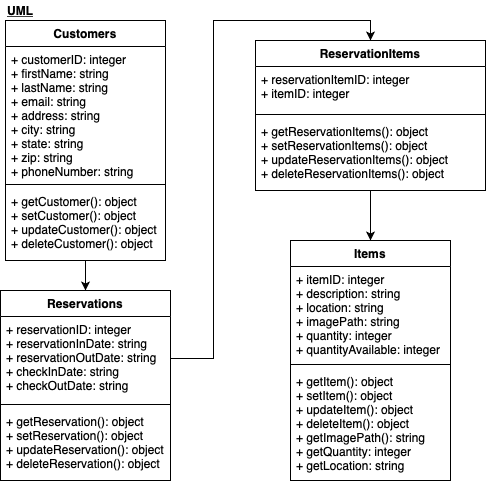 UML
Customers
+ customerID: integer
+ firstName: string
+ lastName: string
+ email: string
+ address: string
+ city: string
+ state: string
+ zip: string
+ phoneNumber: string
+ getCustomer(): object
+ setCustomer(): object
+ updateCustomer(): object
+ deleteCustomer(): object
Reservations
+ reservationID: integer
+ reservationInDate: string
+ reservationOutDate: string
+ checkInDate: string
+ checkOutDate: string
+ getReservation(): object
+ setReservation(): object
+ updateReservation(): object
+ deleteReservation(): object
ReservationItems
+ reservationItemID: integer
+ itemID: integer
+ getReservationItems(): object
+ setReservationItems(): object
+ updateReservationItems(): object
+ deleteReservationItems(): object
Items
+ itemID: integer
+ description: string
+ location: string
+ imagePath: string
+ quantity: integer
+ quantityAvailable: integer
+ getItem(): object
+ setItem(): object
+ updateItem(): object
+ deleteItem(): object
+ getImagePath(): string
+ getQuantity: integer
+ getLocation: string